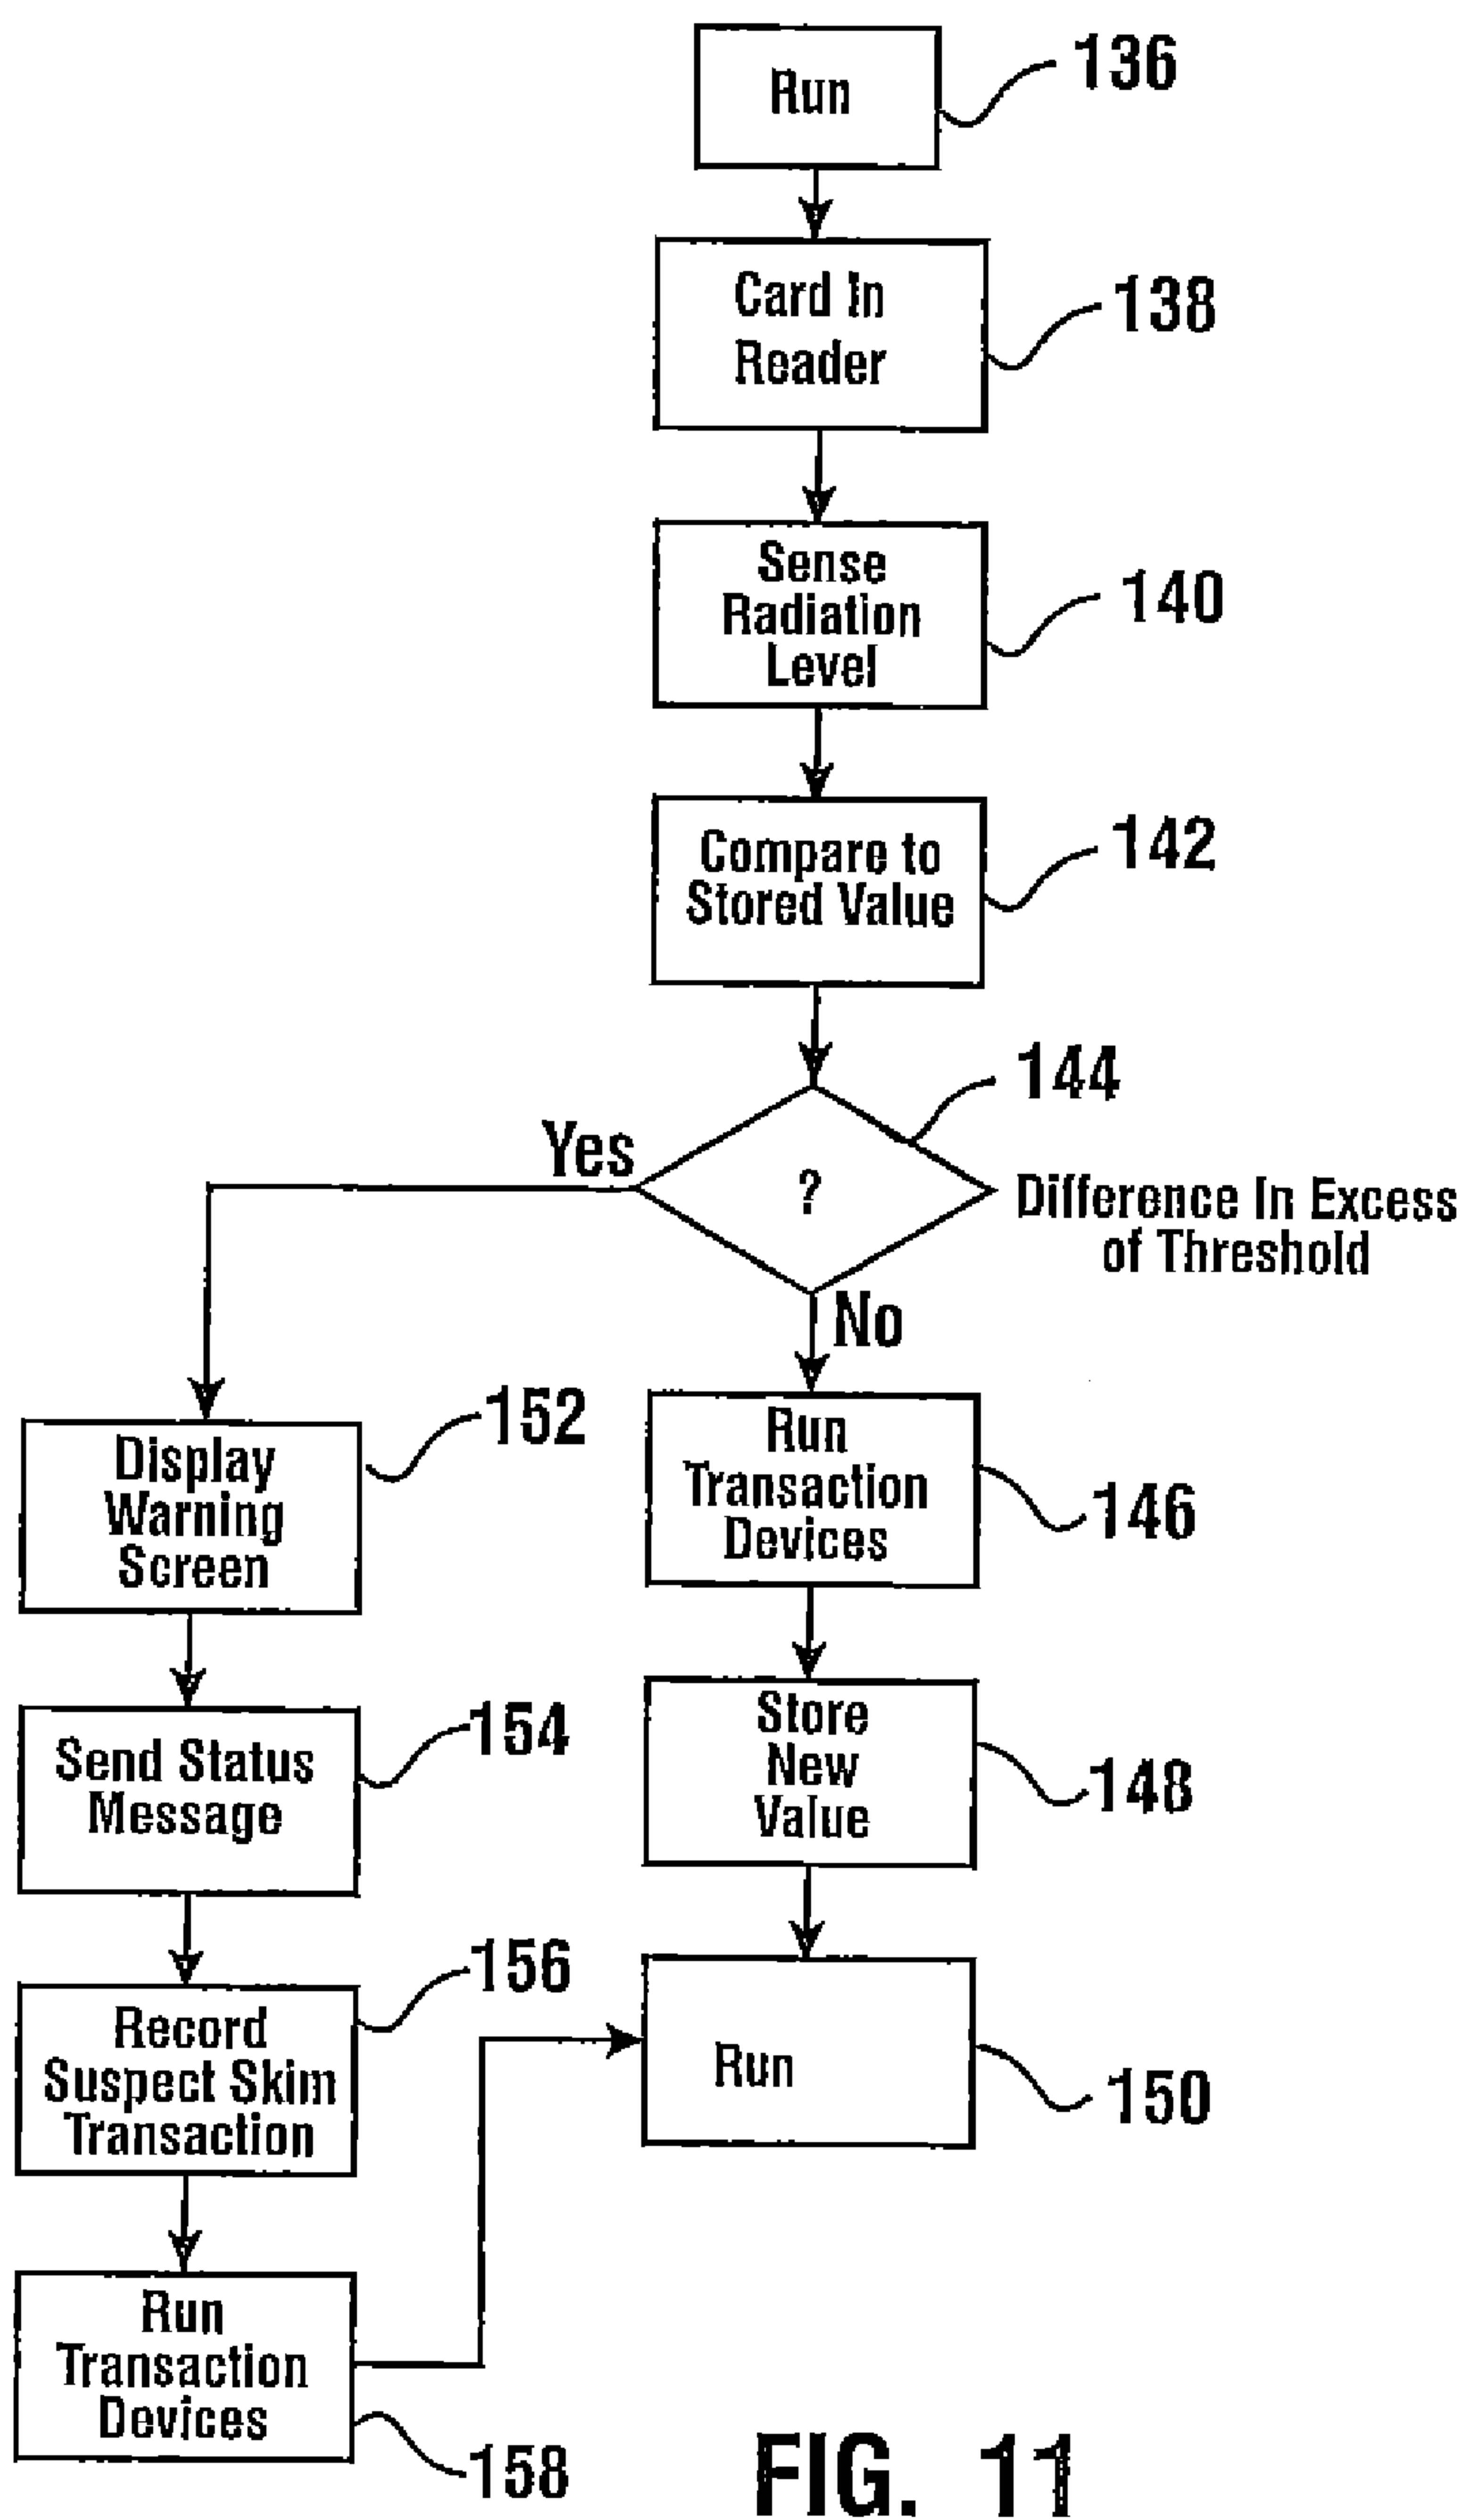 Run
136
Card In
Reader
138
Sense
Radiation
Level
140
Compare to
Stored Value
142
144
Yes
?
Difference In Excess
of Threshold
No
Display
Warning
Screen
152
Run
Transaction
Devices
146
Send Status
Message
154
Store
New
Value
148
Record
Suspect Skim
Transaction
156
Run
150
Run
Transaction
Devices
158
FIG. 11